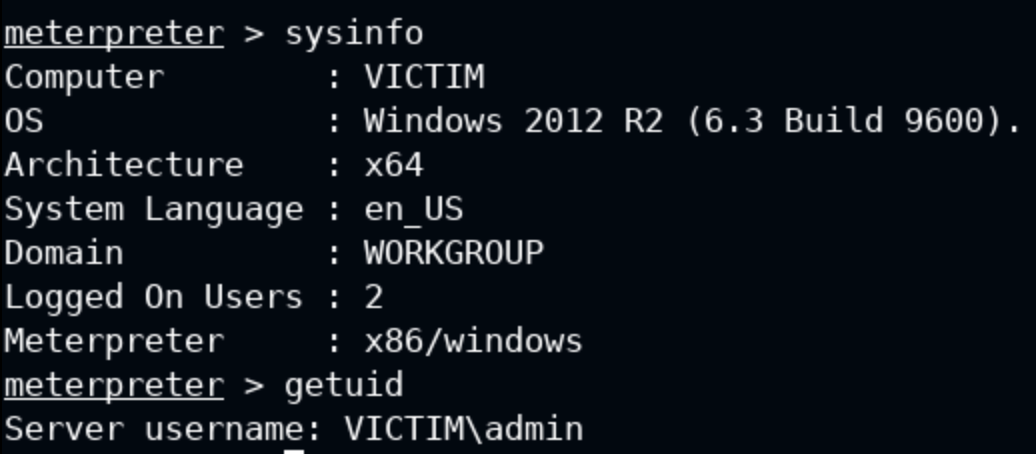 meterpreter > sysinfo
Computer        : VICTIM
OS              : Windows 2012 R2 (6.3 Build 9600).
Architecture    : x64
System Language : en_US
Domain          : WORKGROUP
Logged On Users : 2
Meterpreter     : x86/windows
meterpreter > getuid
Server username: VICTIM\admin